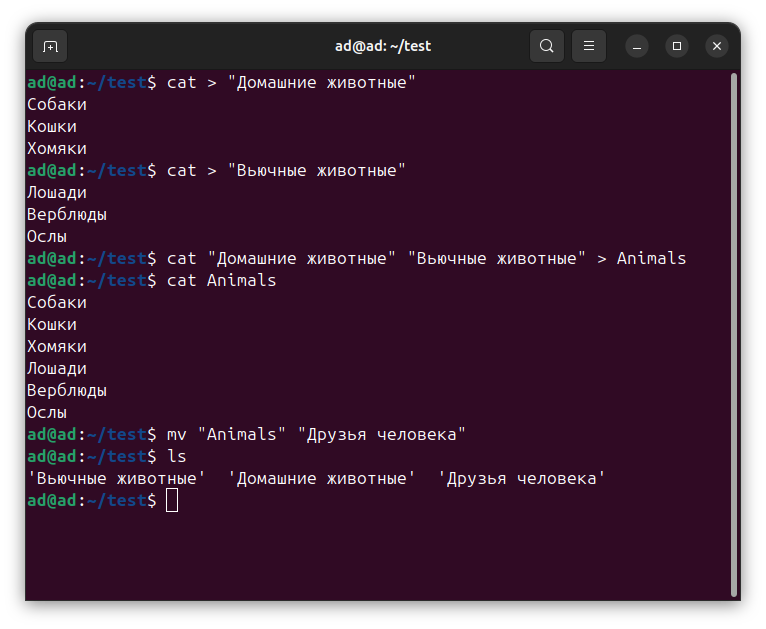 ad@ad: ~/test
ad@ad:~/test$ cat > "Домашние животные"
Собаки
Кошки
Хомяки
ad@ad:~/test$ cat > "Вьючные животные"
Лошади
Верблюды
Ослы
ad@ad:~/test$ cat "Домашние животные" "Вьючные животные" > Animals
ad@ad:~/test$ cat Animals
Собаки
Кошки
Хомяки
Лошади
Верблюды
Ослы
ad@ad:~/test$ mv "Animals" "Друзья человека"
ad@ad:~/test$ ls
'Вьючные животные'  'Домашние животные'  'Друзья человека'
ad@ad:~/test$